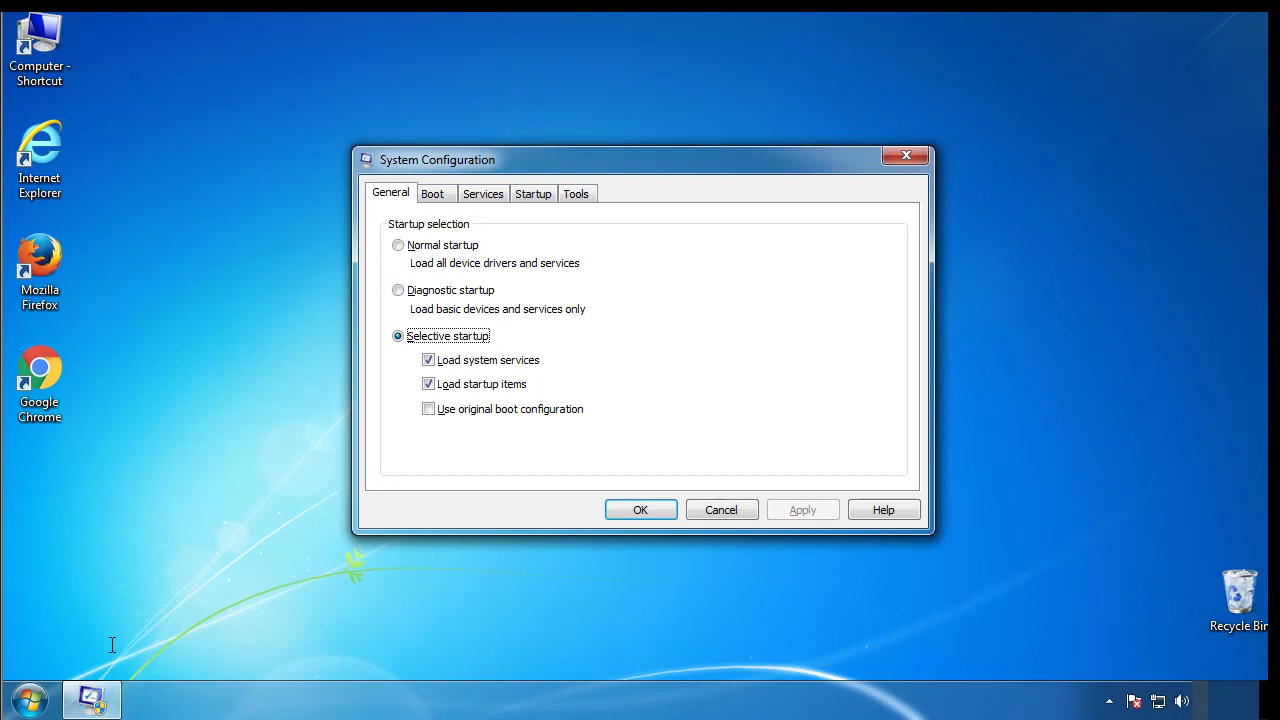 Computer -
Shortcut
Internet
Explorer
Mozilla
Firefox
Google
Chrome
System Configuration
General Boot Services Startup Tools
Startup selection
Normal startup
Load all device drivers and services
Diagnostic startup
Load basic devices and services only
Selective startup
Load system services
Load startup items
Use original boot configuration
OK Cancel Apply Help
Recycle Bin